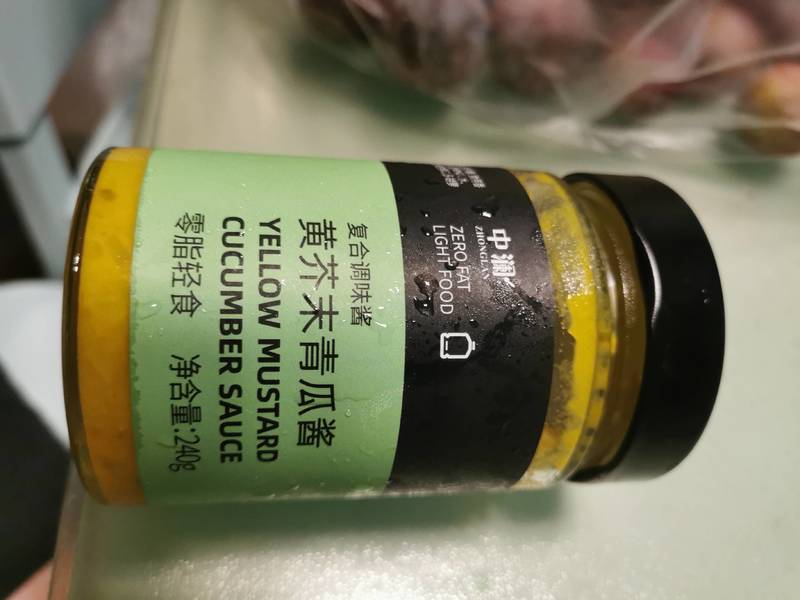 中澜
ZHONGLAN
ZERO FAT
LIGHT FOOD
复合调味酱
黄芥末青瓜酱
YELLOW MUSTARD
CUCUMBER SAUCE
零脂轻食 净含量:240g